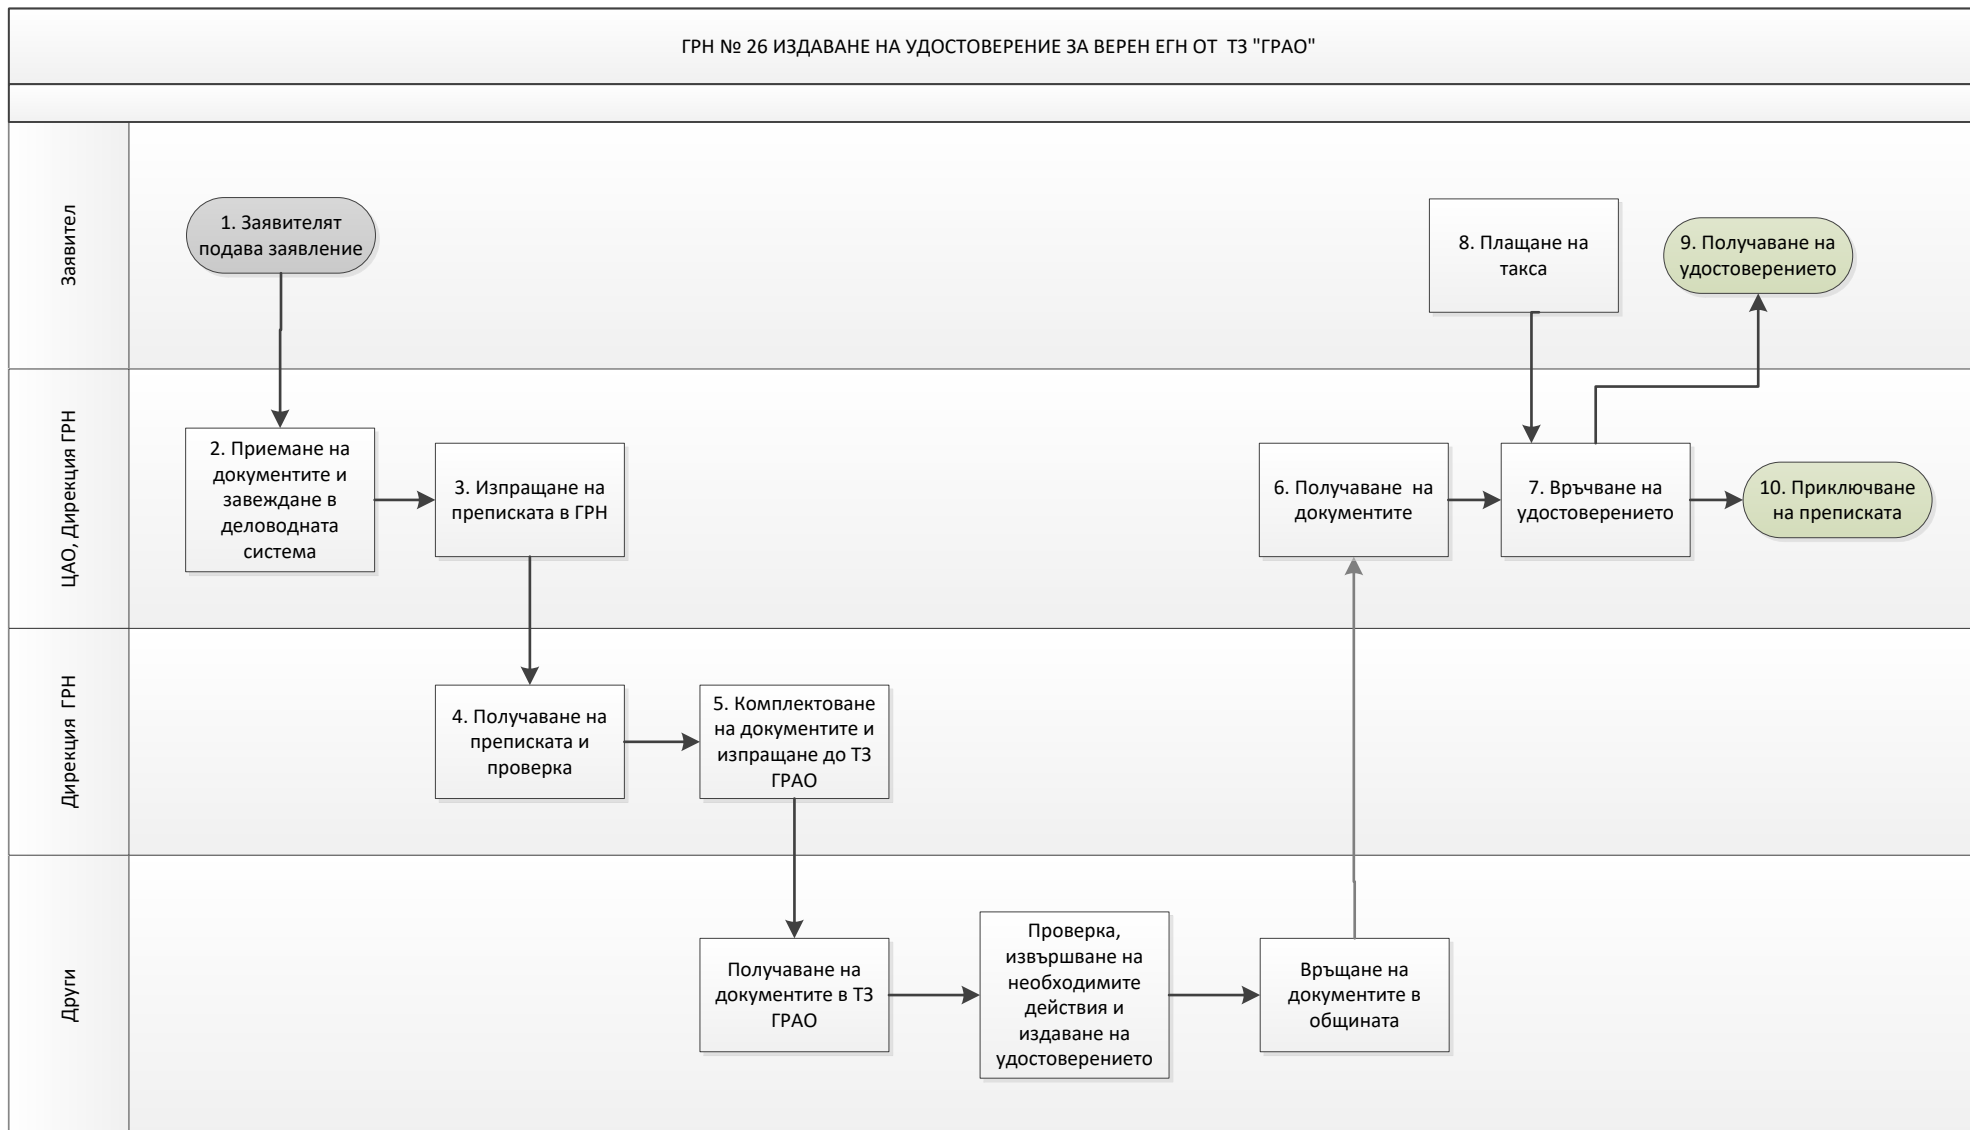 ГРН № 26 ИЗДАВАНЕ НА УДОСТОВЕРЕНИЕ ЗА ВЕРЕН ЕГН ОТ ТЗ "ГРАО"
Заявител
1. Заявителят
подава заявление
8. Плащане на
такса
9. Получаване на
удостоверението
ЦАО, Дирекция ГРН
2. Приемане на
документите и
завеждане в
деловодната
система
3. Изпращане на
преписката в ГРН
6. Получаване на
документите
7. Връчване на
удостоверението
10. Приключване
на преписката
Дирекция ГРН
4. Получаване на
преписката и
проверка
5. Комплектоване
на документите и
изпращане до ТЗ
ГРАО
Други
Получаване на
документите в ТЗ
ГРАО
Проверка,
извършване на
необходимите
действия и
издаване на
удостоверението
Връщане на
документите в
общината